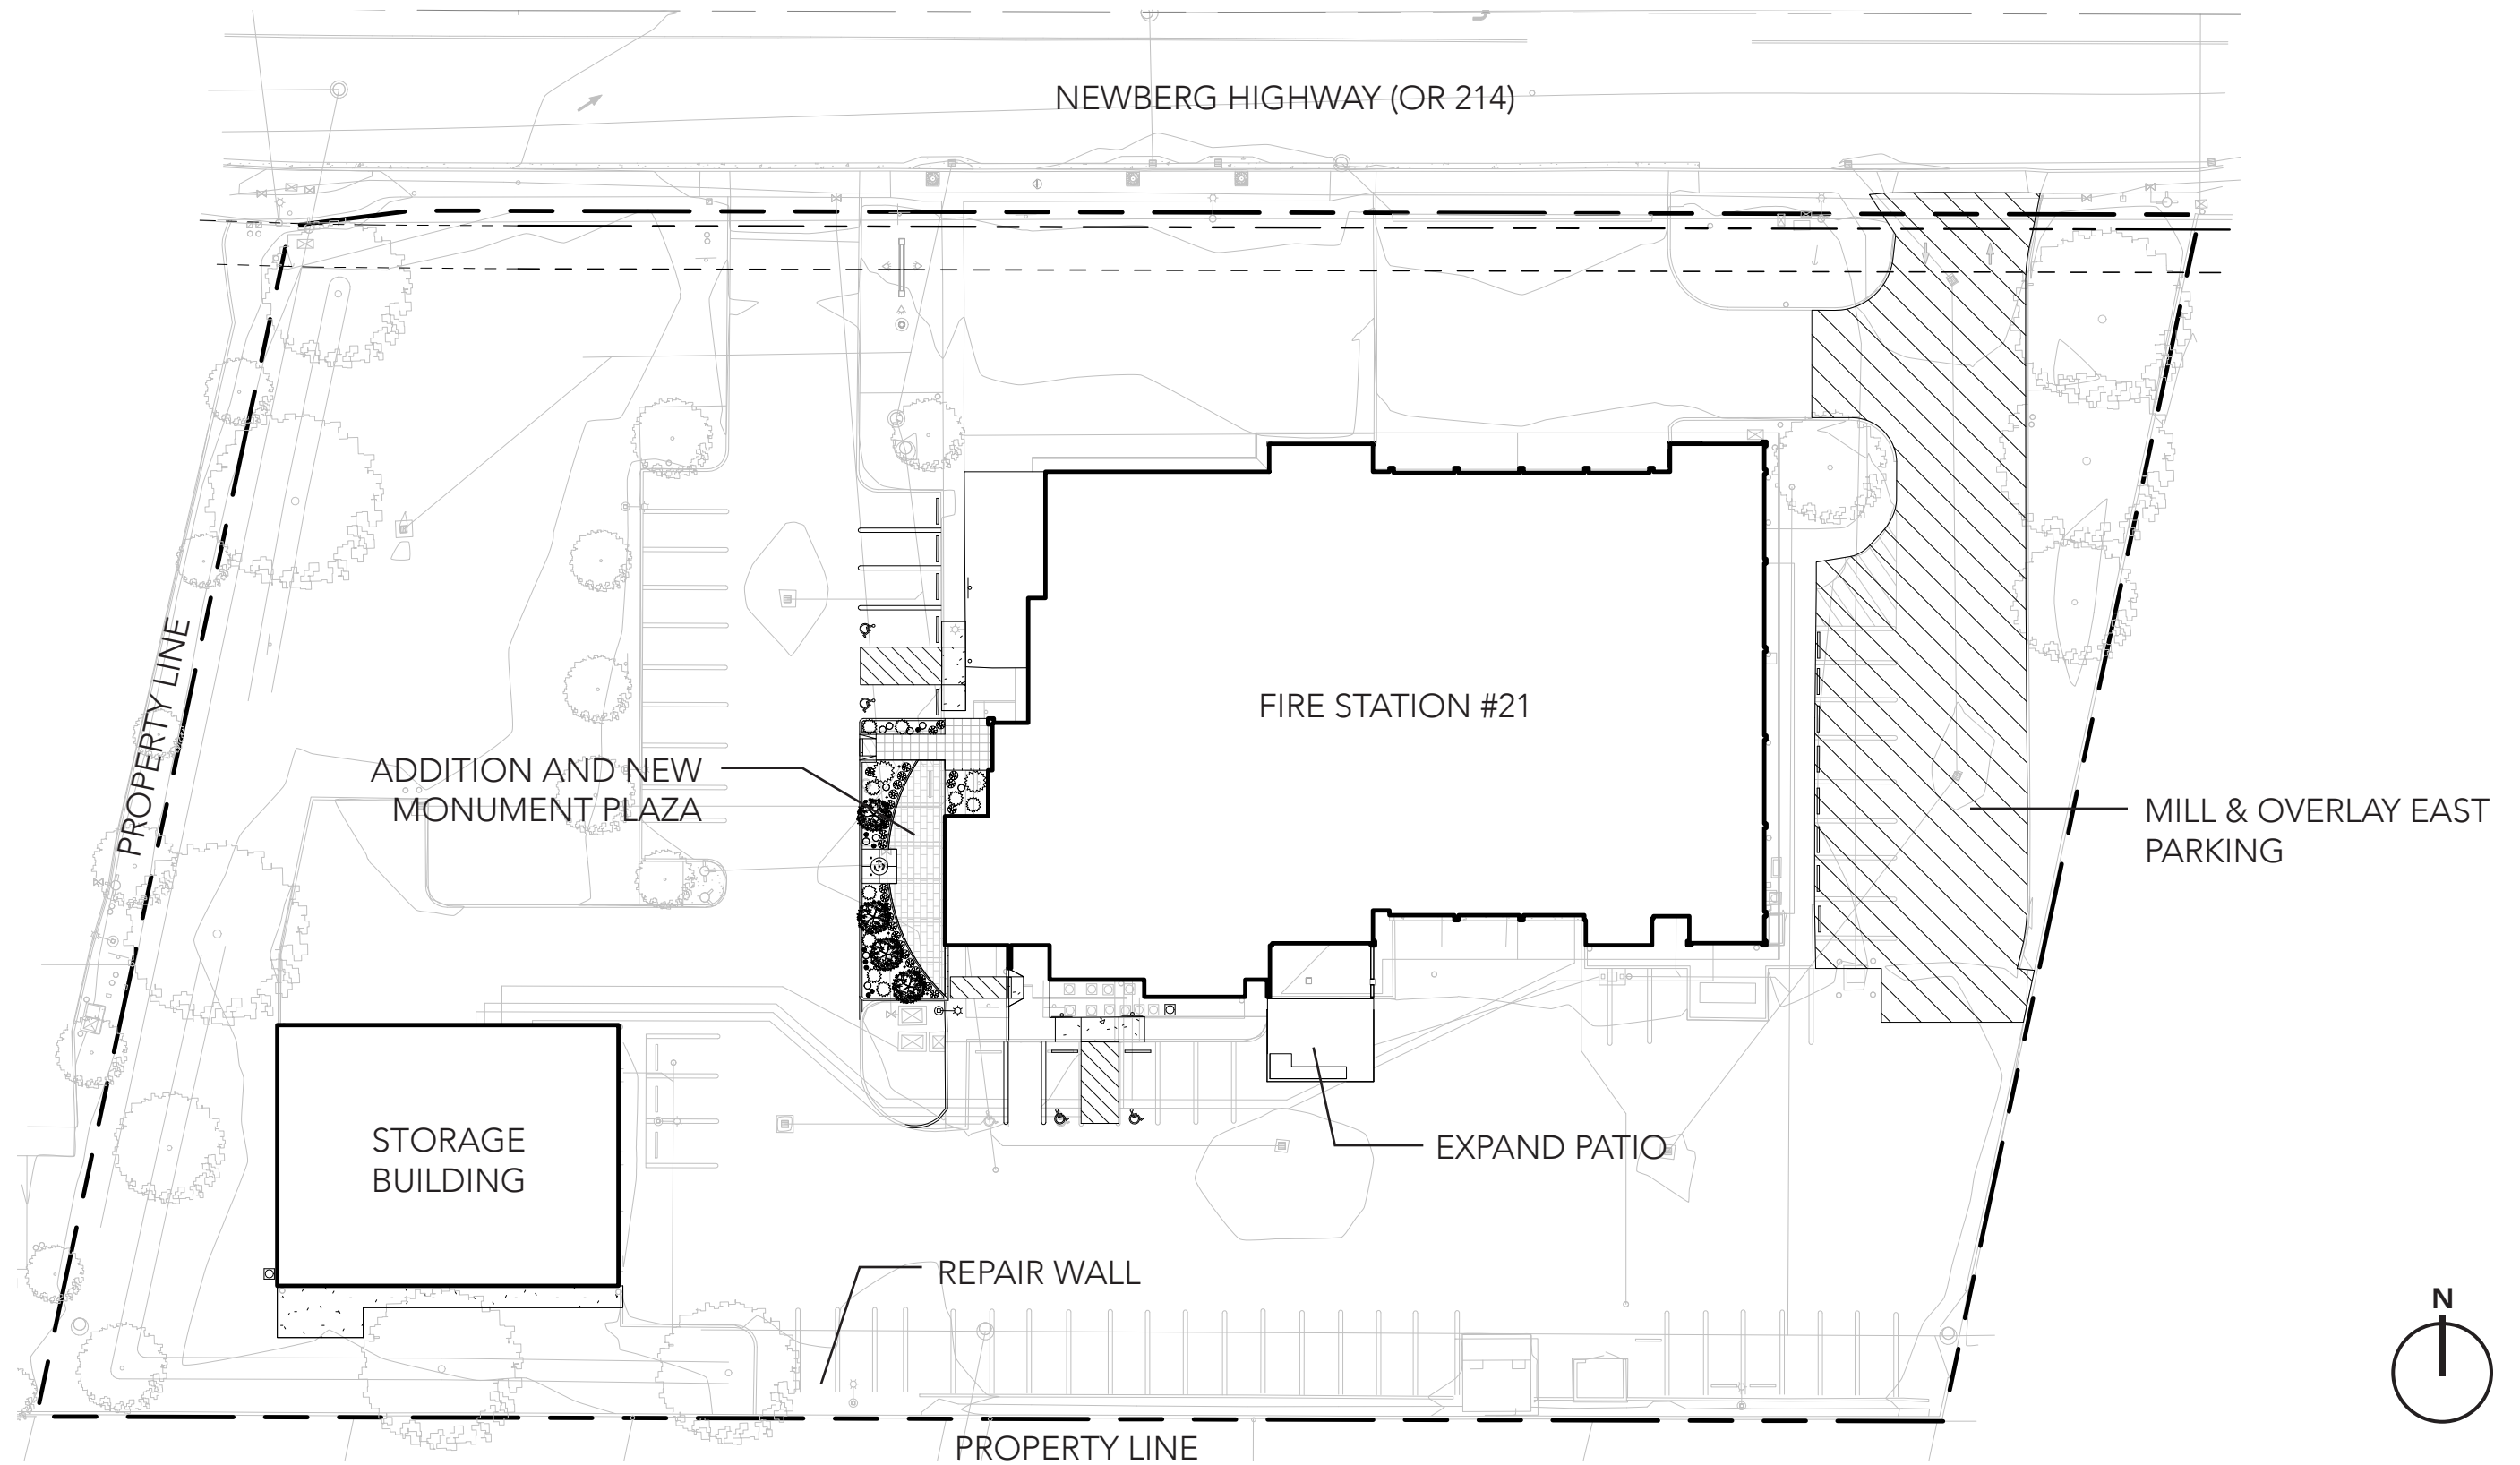 NEWBERG HIGHWAY (OR 214)
PROPERTY LINE
FIRE STATION #21
ADDITION AND NEW
MONUMENT PLAZA
MILL & OVERLAY EAST
PARKING
STORAGE
BUILDING
EXPAND PATIO
REPAIR WALL
N
PROPERTY LINE